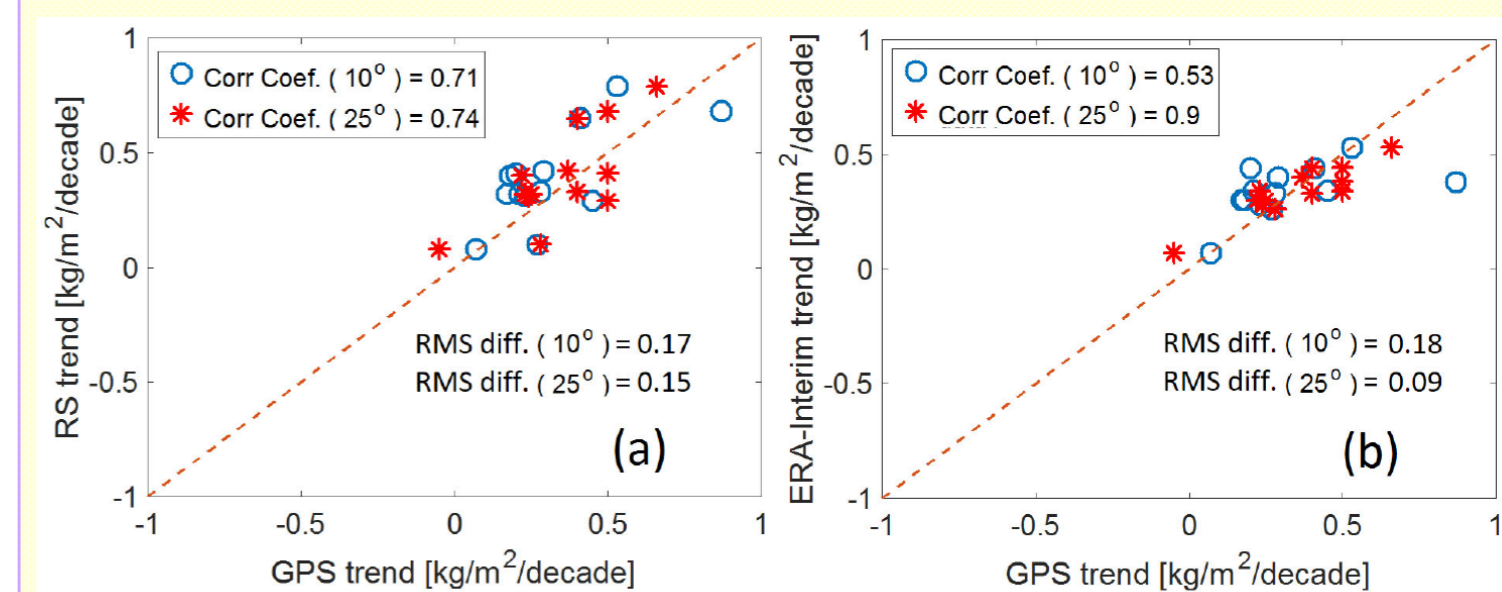 Corr Coef. ( 10° ) = 0.71
Corr Coef. ( 25° ) = 0.74
RMS diff. ( 10° ) = 0.17
RMS diff. ( 25° ) = 0.15
(a)
RS trend [kg/m²/decade]
1
0.5
0
-0.5
-1
-1 -0.5 0 0.5 1
GPS trend [kg/m²/decade]
Corr Coef. ( 10° ) = 0.53
Corr Coef. ( 25° ) = 0.9
RMS diff. ( 10° ) = 0.18
RMS diff. ( 25° ) = 0.09
(b)
ERA-Interim trend [kg/m²/decade]
1
0.5
0
-0.5
-1
-1 -0.5 0 0.5 1
GPS trend [kg/m²/decade]